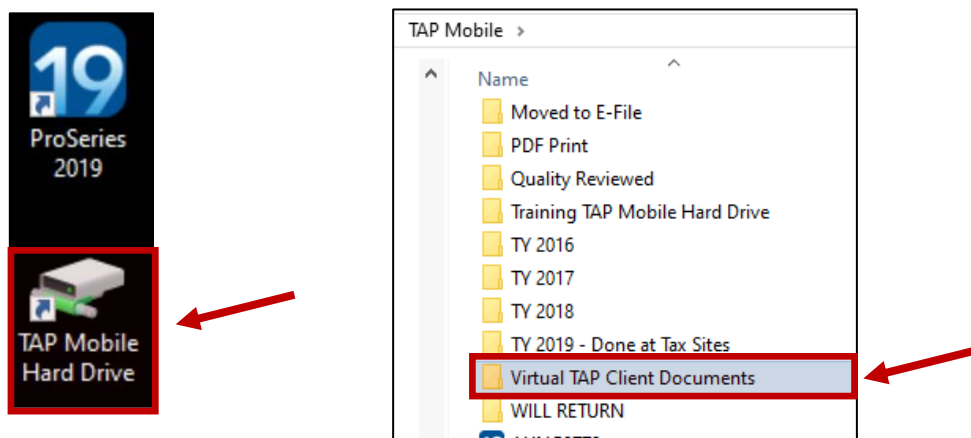 19
ProSeries
2019
TAP Mobile
Hard Drive
TAP Mobile >
Name
Moved to E-File
PDF Print
Quality Reviewed
Training TAP Mobile Hard Drive
TY 2016
TY 2017
TY 2018
TY 2019 - Done at Tax Sites
Virtual TAP Client Documents
WILL RETURN